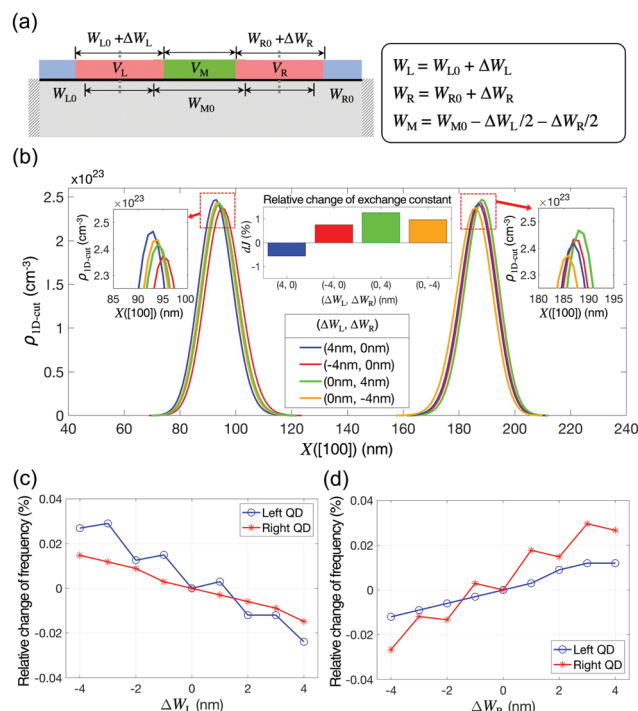 (a)
W_L0 + ΔW_L
W_R0 + ΔW_R
V_L V_M V_R
W_L0 W_M0 W_R0
W_L = W_L0 + ΔW_L
W_R = W_R0 + ΔW_R
W_M = W_M0 − ΔW_L/2 − ΔW_R/2
(b)
×10^23
2.5
2
1.5
1
0.5
0
ρ_1D-cut (cm^-3)
40 60 80 100 120 140 160 180 200 220 240
X([100]) (nm)
×10^23
2.5
2.4
2.3
ρ_1D-cut
85 90 95 100
X([100]) (nm)
Relative change of exchange constant
1
0
-1
dJ (%)
(4, 0) (-4, 0) (0, 4) (0, -4)
(ΔW_L, ΔW_R) (nm)
×10^23
2.5
2.4
2.3
ρ_1D-cut
180 185 190 195
X([100]) (nm)
(ΔW_L, ΔW_R)
(4nm, 0nm)
(-4nm, 0nm)
(0nm, 4nm)
(0nm, -4nm)
(c)
Relative change of frequency (%)
0.04
0.02
0
-0.02
-0.04
Left QD
Right QD
-4 -2 0 2 4
ΔW_L (nm)
(d)
Relative change of frequency (%)
0.04
0.02
0
-0.02
-0.04
Left QD
Right QD
-4 -2 0 2 4
ΔW_R (nm)